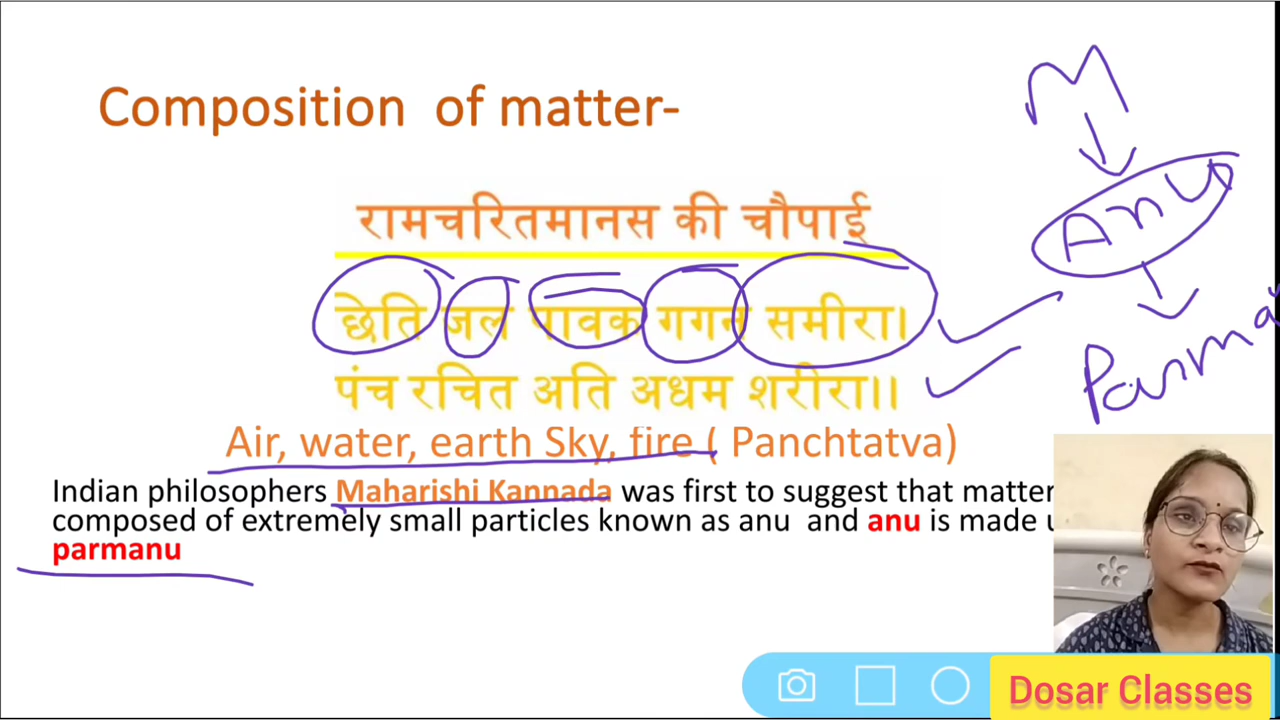 Composition of matter-
रामचरितमानस की चौपाई
छेति जल पावक गगन समीरा।
पंच रचित अति अधम शरीरा।।
Air, water, earth Sky, fire ( Panchtatva)
Indian philosophers Maharishi Kannada was first to suggest that matter
composed of extremely small particles known as anu and anu is made
parmanu
M
Anu
Dosar Classes